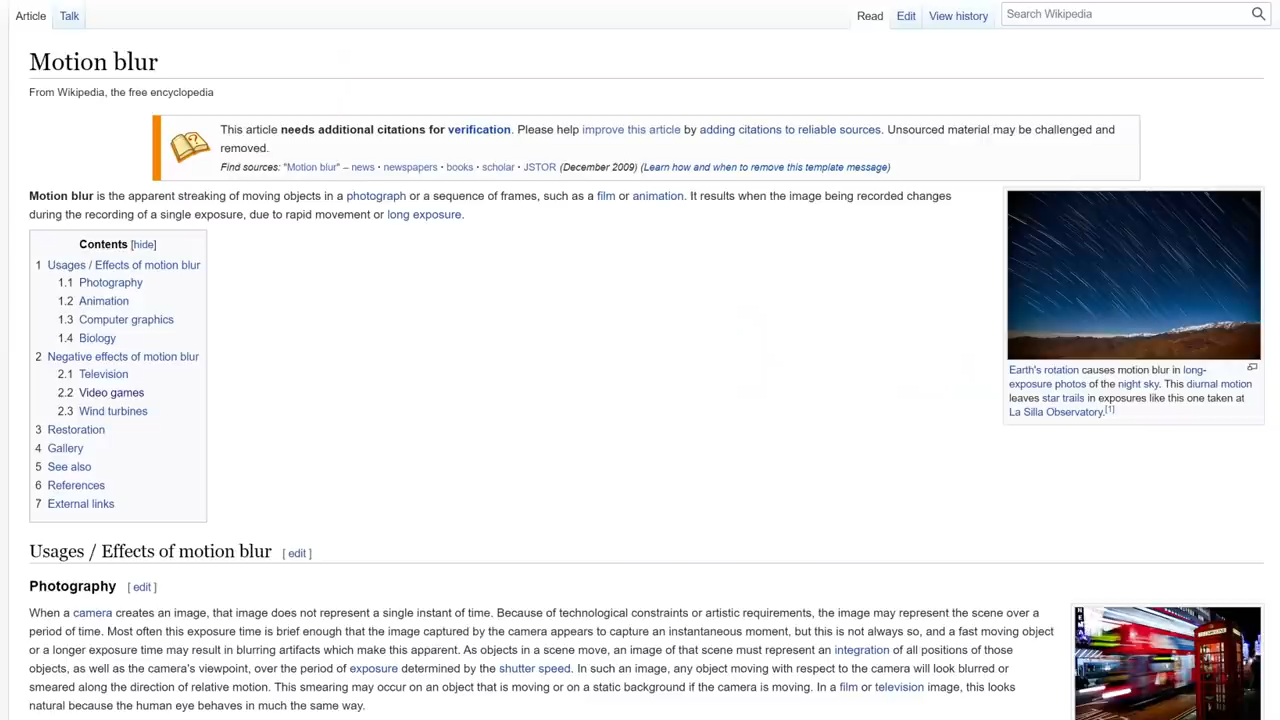 Article Talk Read Edit View history Search Wikipedia
Motion blur
From Wikipedia, the free encyclopedia
This article needs additional citations for verification. Please help improve this article by adding citations to reliable sources. Unsourced material may be challenged and
removed.
Find sources: "Motion blur" – news · newspapers · books · scholar · JSTOR (December 2009) (Learn how and when to remove this template message)
Motion blur is the apparent streaking of moving objects in a photograph or a sequence of frames, such as a film or animation. It results when the image being recorded changes
during the recording of a single exposure, due to rapid movement or long exposure.
Contents [hide]
1 Usages / Effects of motion blur
1.1 Photography
1.2 Animation
1.3 Computer graphics
1.4 Biology
2 Negative effects of motion blur
2.1 Television
2.2 Video games
2.3 Wind turbines
3 Restoration
4 Gallery
5 See also
6 References
7 External links
Earth's rotation causes motion blur in long-
exposure photos of the night sky. This diurnal motion
leaves star trails in exposures like this one taken at
La Silla Observatory.[1]
Usages / Effects of motion blur [ edit ]
Photography [ edit ]
When a camera creates an image, that image does not represent a single instant of time. Because of technological constraints or artistic requirements, the image may represent the scene over a
period of time. Most often this exposure time is brief enough that the image captured by the camera appears to capture an instantaneous moment, but this is not always so, and a fast moving object
or a longer exposure time may result in blurring artifacts which make this apparent. As objects in a scene move, an image of that scene must represent an integration of all positions of those
objects, as well as the camera's viewpoint, over the period of exposure determined by the shutter speed. In such an image, any object moving with respect to the camera will look blurred or
smeared along the direction of relative motion. This smearing may occur on an object that is moving or on a static background if the camera is moving. In a film or television image, this looks
natural because the human eye behaves in much the same way.